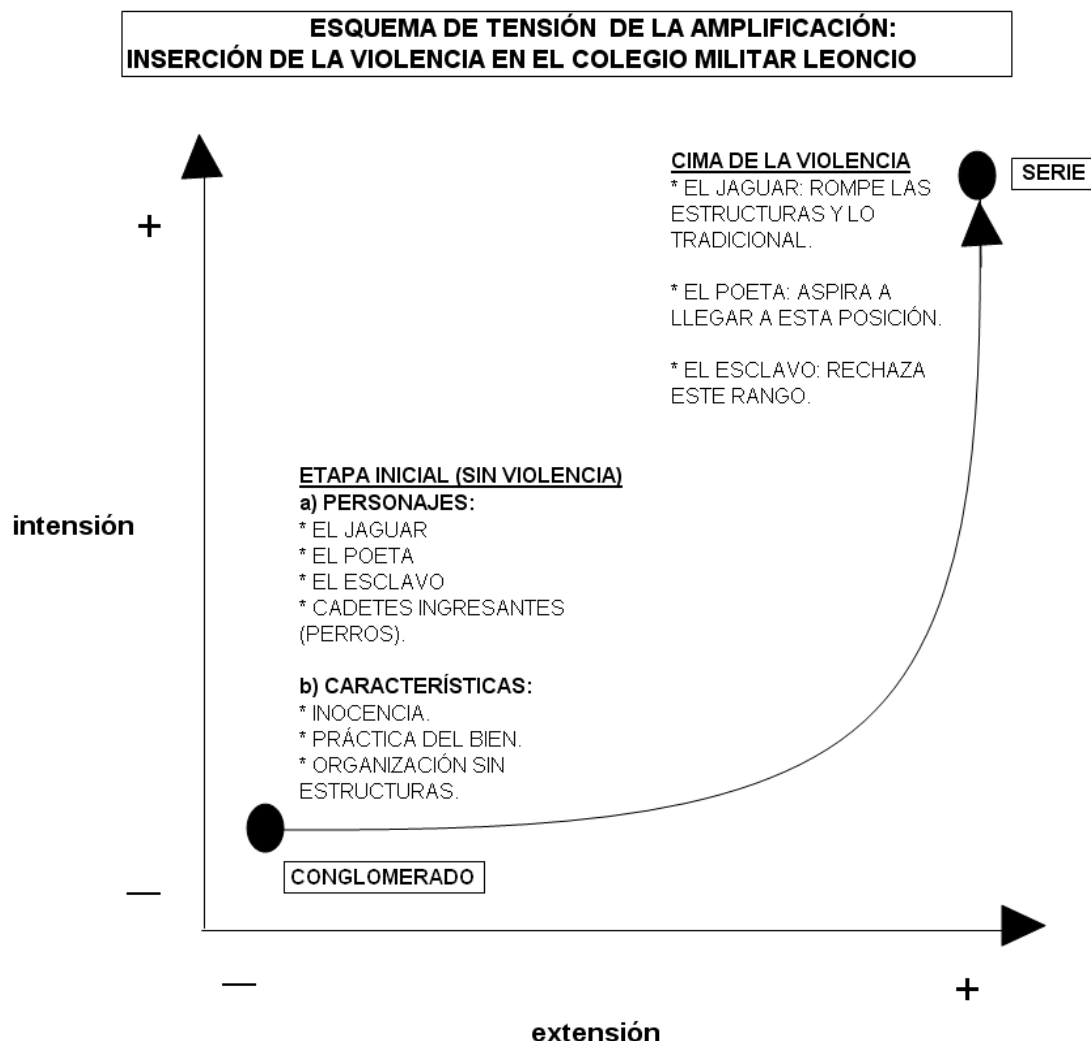 ESQUEMA DE TENSIÓN DE LA AMPLIFICACIÓN:
INSERCIÓN DE LA VIOLENCIA EN EL COLEGIO MILITAR LEONCIO
CIMA DE LA VIOLENCIA
* EL JAGUAR: ROMPE LAS
ESTRUCTURAS Y LO
TRADICIONAL.
* EL POETA: ASPIRA A
LLEGAR A ESTA POSICIÓN.
* EL ESCLAVO: RECHAZA
ESTE RANGO.
SERIE
+
ETAPA INICIAL (SIN VIOLENCIA)
a) PERSONAJES:
* EL JAGUAR
* EL POETA
* EL ESCLAVO
* CADETES INGRESANTES
(PERROS).
intensión
b) CARACTERÍSTICAS:
* INOCENCIA.
* PRÁCTICA DEL BIEN.
* ORGANIZACIÓN SIN
ESTRUCTURAS.
CONGLOMERADO
—
— +
extensión